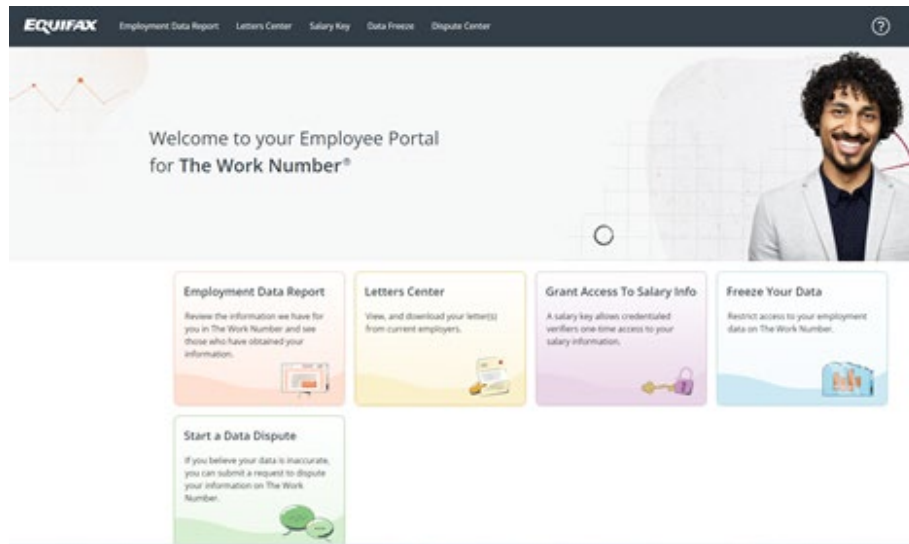 EQUIFAX
Employment Data Report
Letters Center
Salary Key
Data Freeze
Dispute Center
?
Welcome to your Employee Portal
for The Work Number®
Employment Data Report
Review the information we have for
you in The Work Number and see
those who have obtained your
information.
Letters Center
View, and download your letter(s)
from current employers.
Grant Access To Salary Info
A salary key allows credentialed
verifiers one-time access to your
salary information.
Freeze Your Data
Restrict access to your employment
data on The Work Number.
Start a Data Dispute
If you believe your data is inaccurate,
you can submit a request to dispute
your information on The Work
Number.